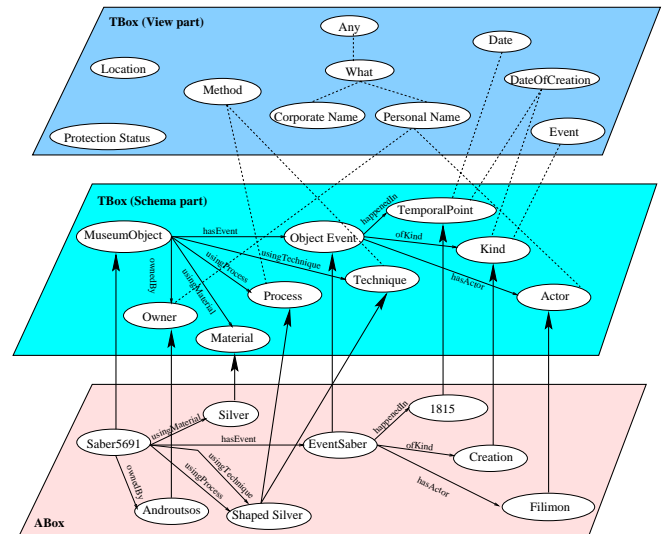 TBox (View part)
Any
Date
What
Location
DateOfCreation
Method
Corporate Name
Personal Name
Event
Protection Status
TBox (Schema part)
happenedIn
TemporalPoint
MuseumObject
hasEvent
Object Event
ofKind
Kind
usingTechnique
usingProcess
ownedBy
usingMaterial
hasActor
Technique
Process
Actor
Owner
Material
Silver
1815
happenedIn
usingMaterial
Saber5691
hasEvent
EventSaber
ofKind
Creation
usingTechnique
usingProcess
ownedBy
hasActor
Androutsos
Shaped Silver
Filimon
ABox